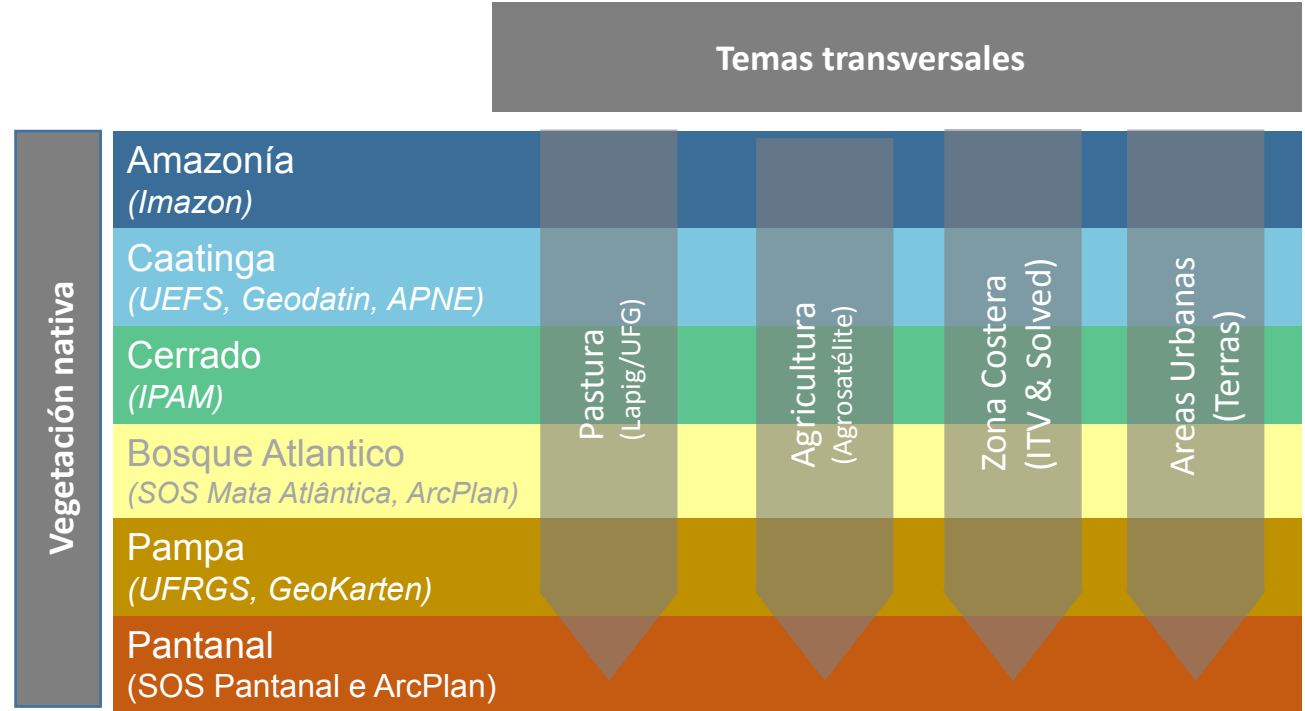 Temas transversales
Vegetación nativa
Amazonía
(Imazon)
Caatinga
(UEFS, Geodatin, APNE)
Cerrado
(IPAM)
Bosque Atlantico
(SOS Mata Atlântica, ArcPlan)
Pampa
(UFRGS, GeoKarten)
Pantanal
(SOS Pantanal e ArcPlan)
Pastura
(Lapig/UFG)
Agricultura
(Agrosatélite)
Zona Costera
(ITV & Solved)
Areas Urbanas
(Terras)